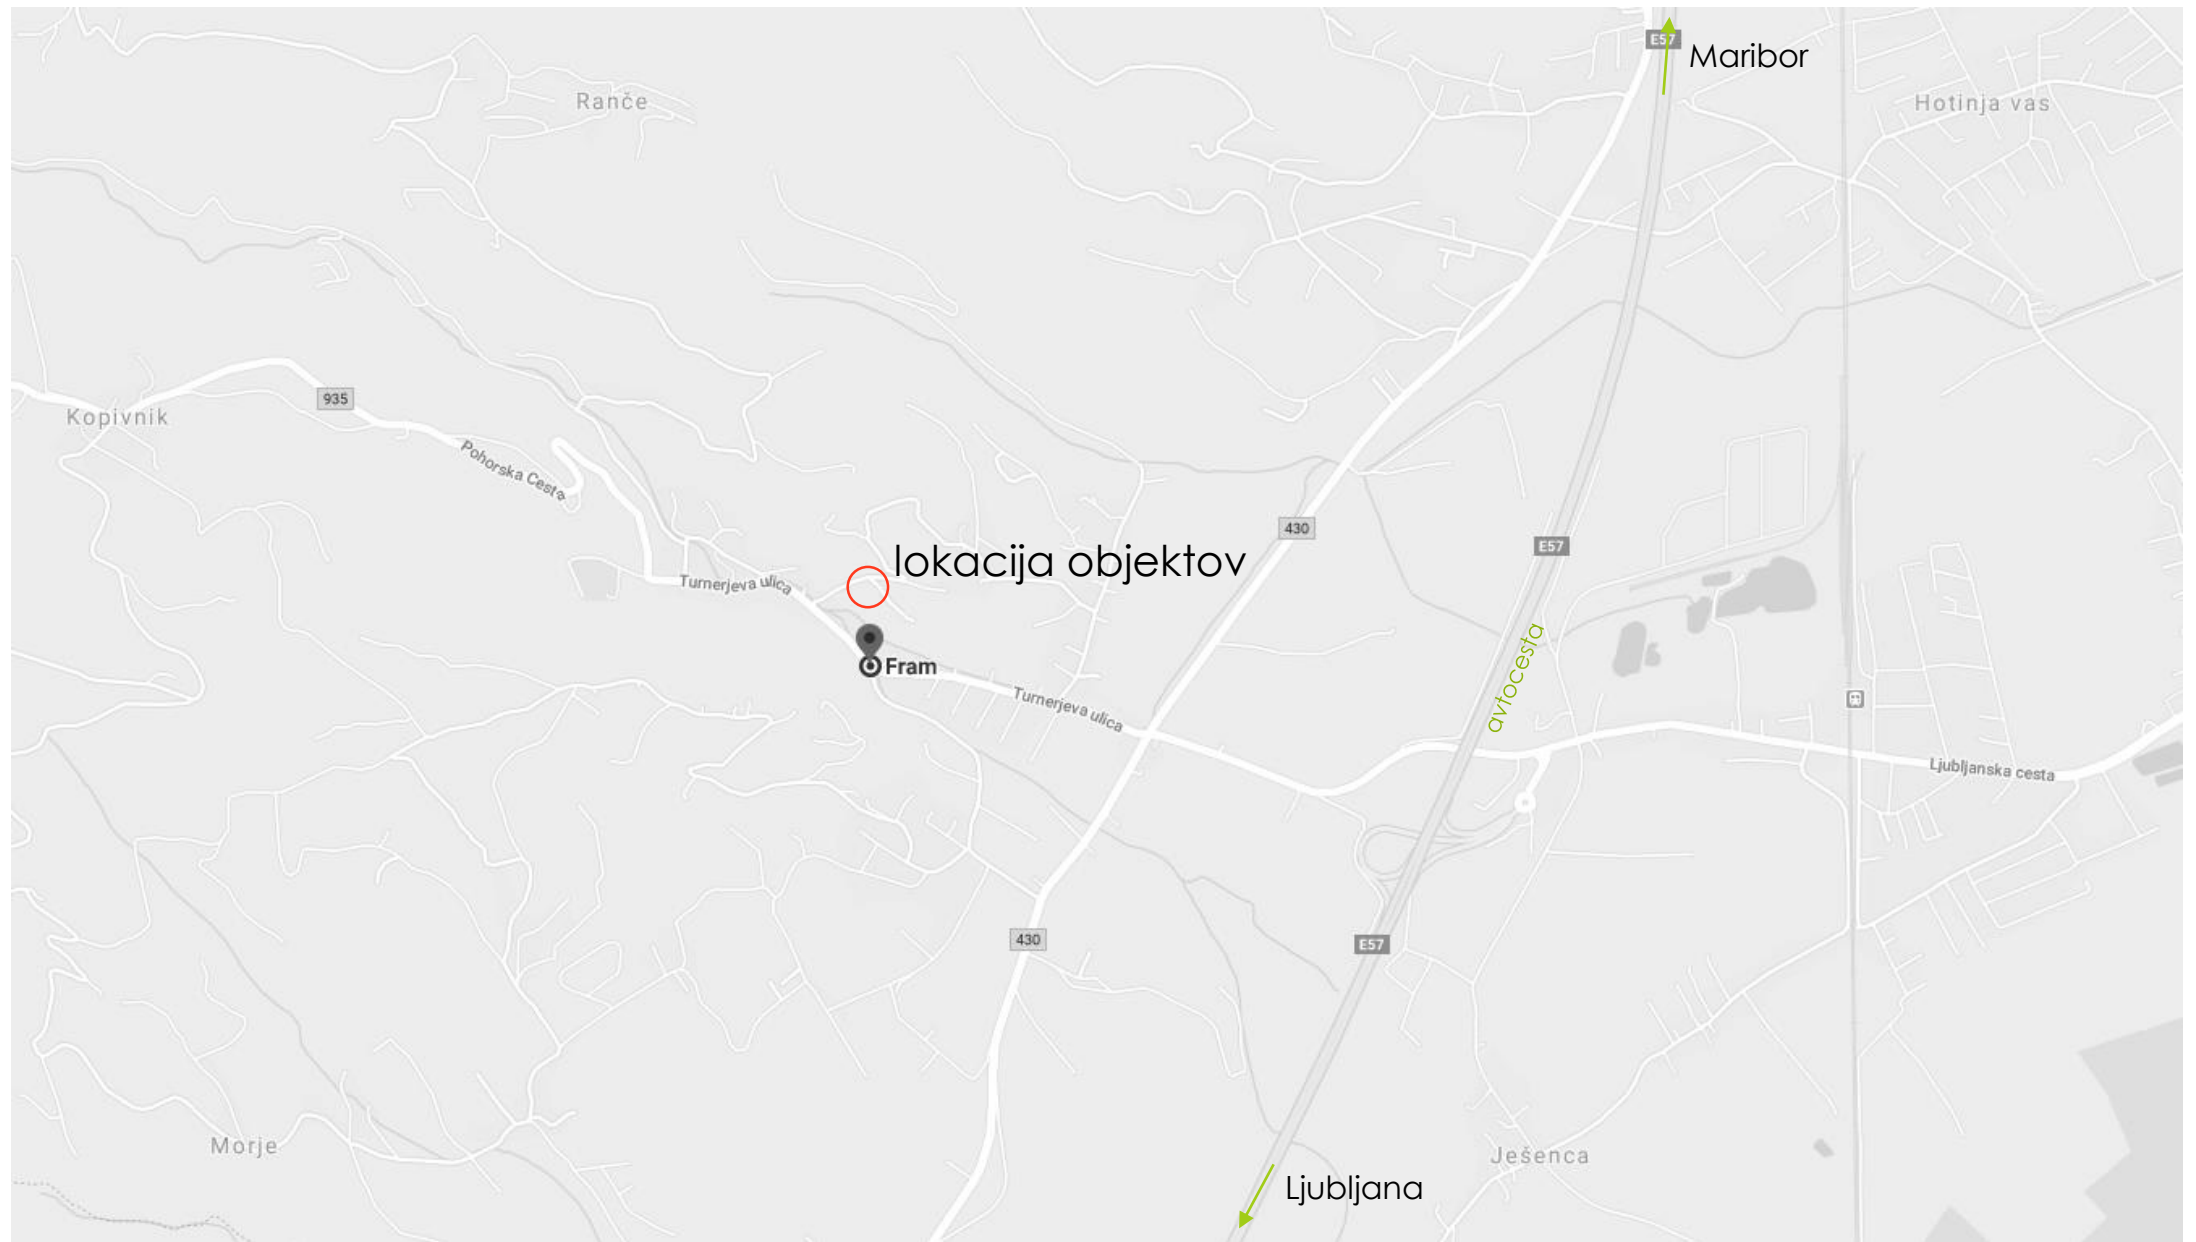 E57
Maribor
Ranče
Hotinja vas
935
Kopivnik
Pohorska Cesta
430
lokacija objektov
E57
Turnerjeva ulica
avtocesta
Fram
Turnerjeva ulica
Ljubljanska cesta
430
E57
Morje
Ješenca
Ljubljana